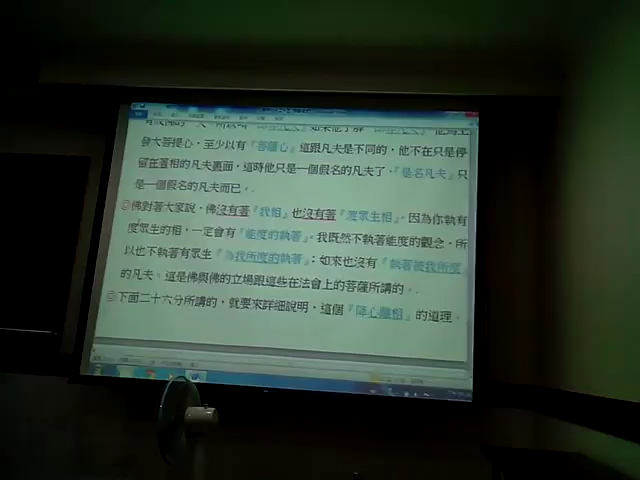 發大菩提心，至少以有『菩薩心』這跟凡夫是不同的，他不在只是停
留在著相的凡夫裏面，這時他只是一個假名的凡夫了，『是名凡夫』只
是一個假名的凡夫而已。
◎佛對著大家說，佛沒有著『我相』也沒有著『度眾生相』。因為你執有
度眾生的相，一定會有『能度的執著』。我既然不執著能度的觀念，所
以也不執著有眾生『為我所度的執著』；如來也沒有『執著被我所度』
的凡夫。這是佛與佛的立場跟這些在法會上的菩薩所講的。
◎下面二十六分所講的，就要來詳細說明，這個『降心離相』的道理。